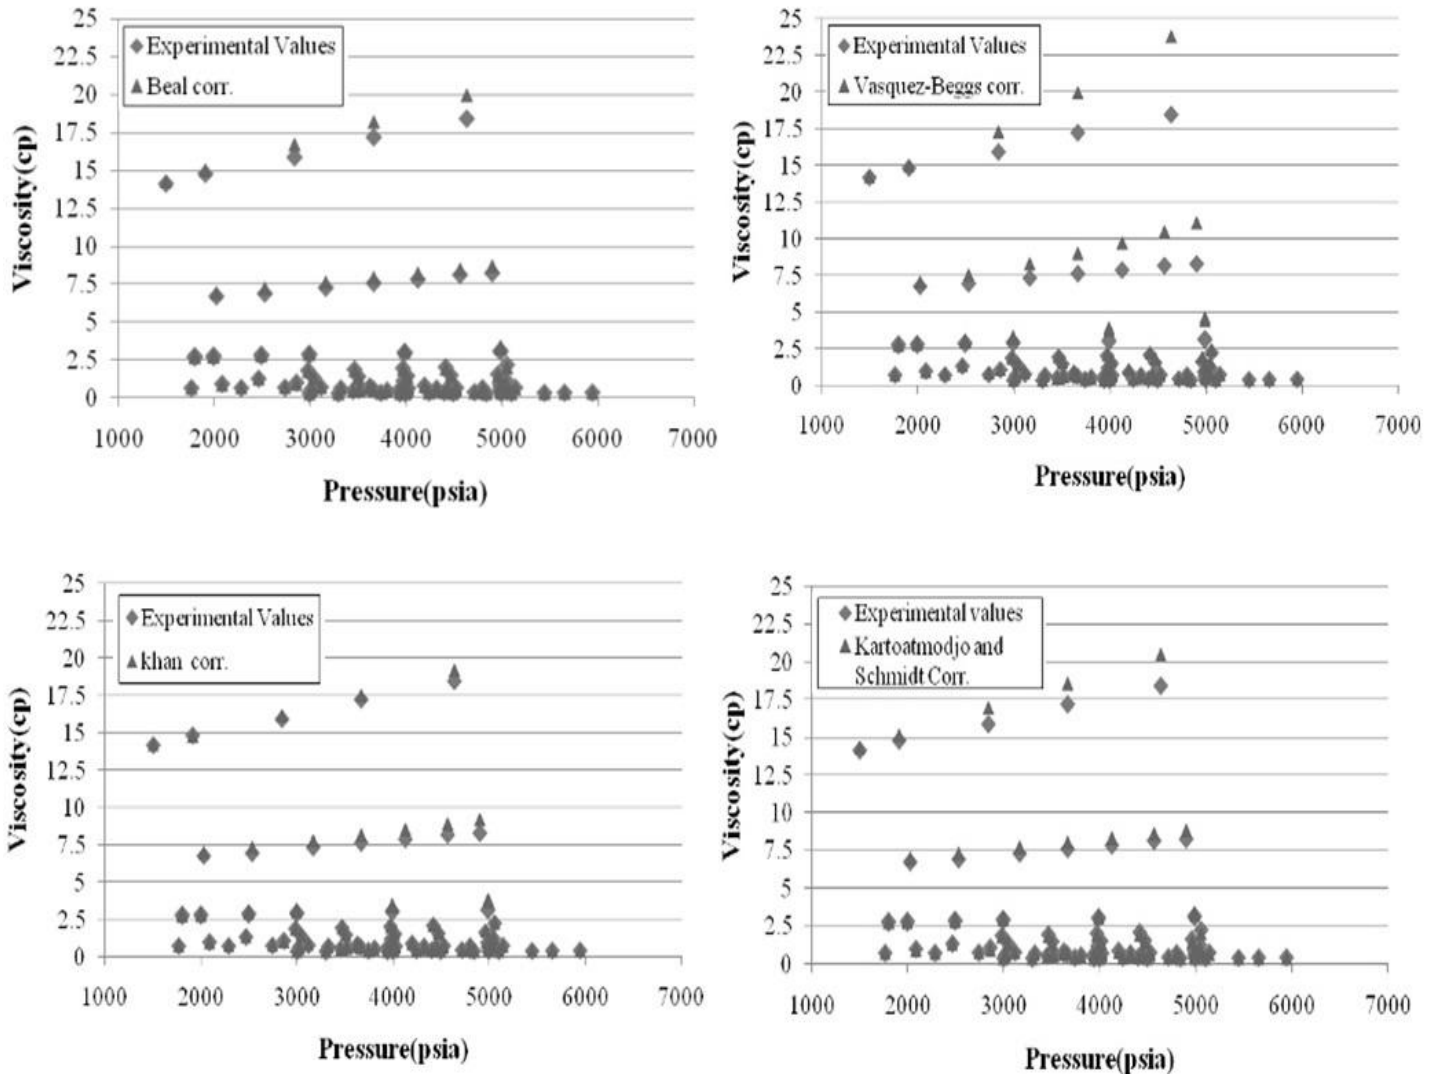 25
22.5
20
17.5
15
12.5
10
7.5
5
2.5
0
Viscosity(cp)
Experimental Values
Beal corr.
1000 2000 3000 4000 5000 6000 7000
Pressure(psia)
25
22.5
20
17.5
15
12.5
10
7.5
5
2.5
0
Viscosity(cp)
Experimental Values
Vasquez-Beggs corr.
1000 2000 3000 4000 5000 6000 7000
Pressure(psia)
25
22.5
20
17.5
15
12.5
10
7.5
5
2.5
0
Viscosity(cp)
Experimental Values
khan corr.
1000 2000 3000 4000 5000 6000 7000
Pressure(psia)
25
22.5
20
17.5
15
12.5
10
7.5
5
2.5
0
Viscosity(cp)
Experimental values
Kartoatmodjo and
Schmidt Corr.
1000 2000 3000 4000 5000 6000 7000
Pressure(psia)